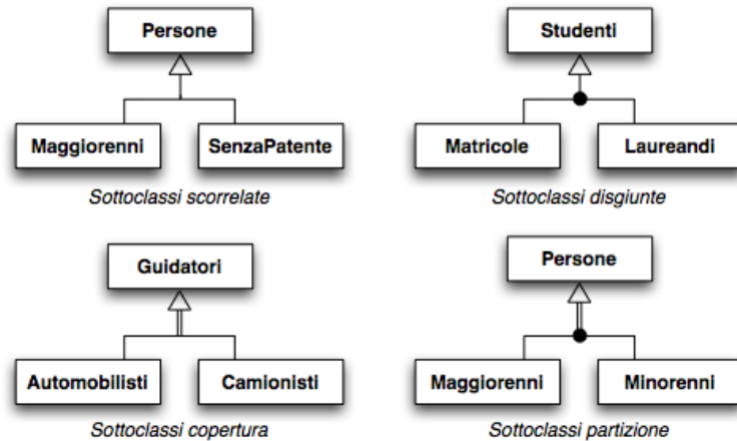 Persone
Maggiorenni SenzaPatente
Sottoclassi scorrelate
Studenti
Matricole Laureandi
Sottoclassi disgiunte
Guidatori
Automobilisti Camionisti
Sottoclassi copertura
Persone
Maggiorenni Minorenni
Sottoclassi partizione